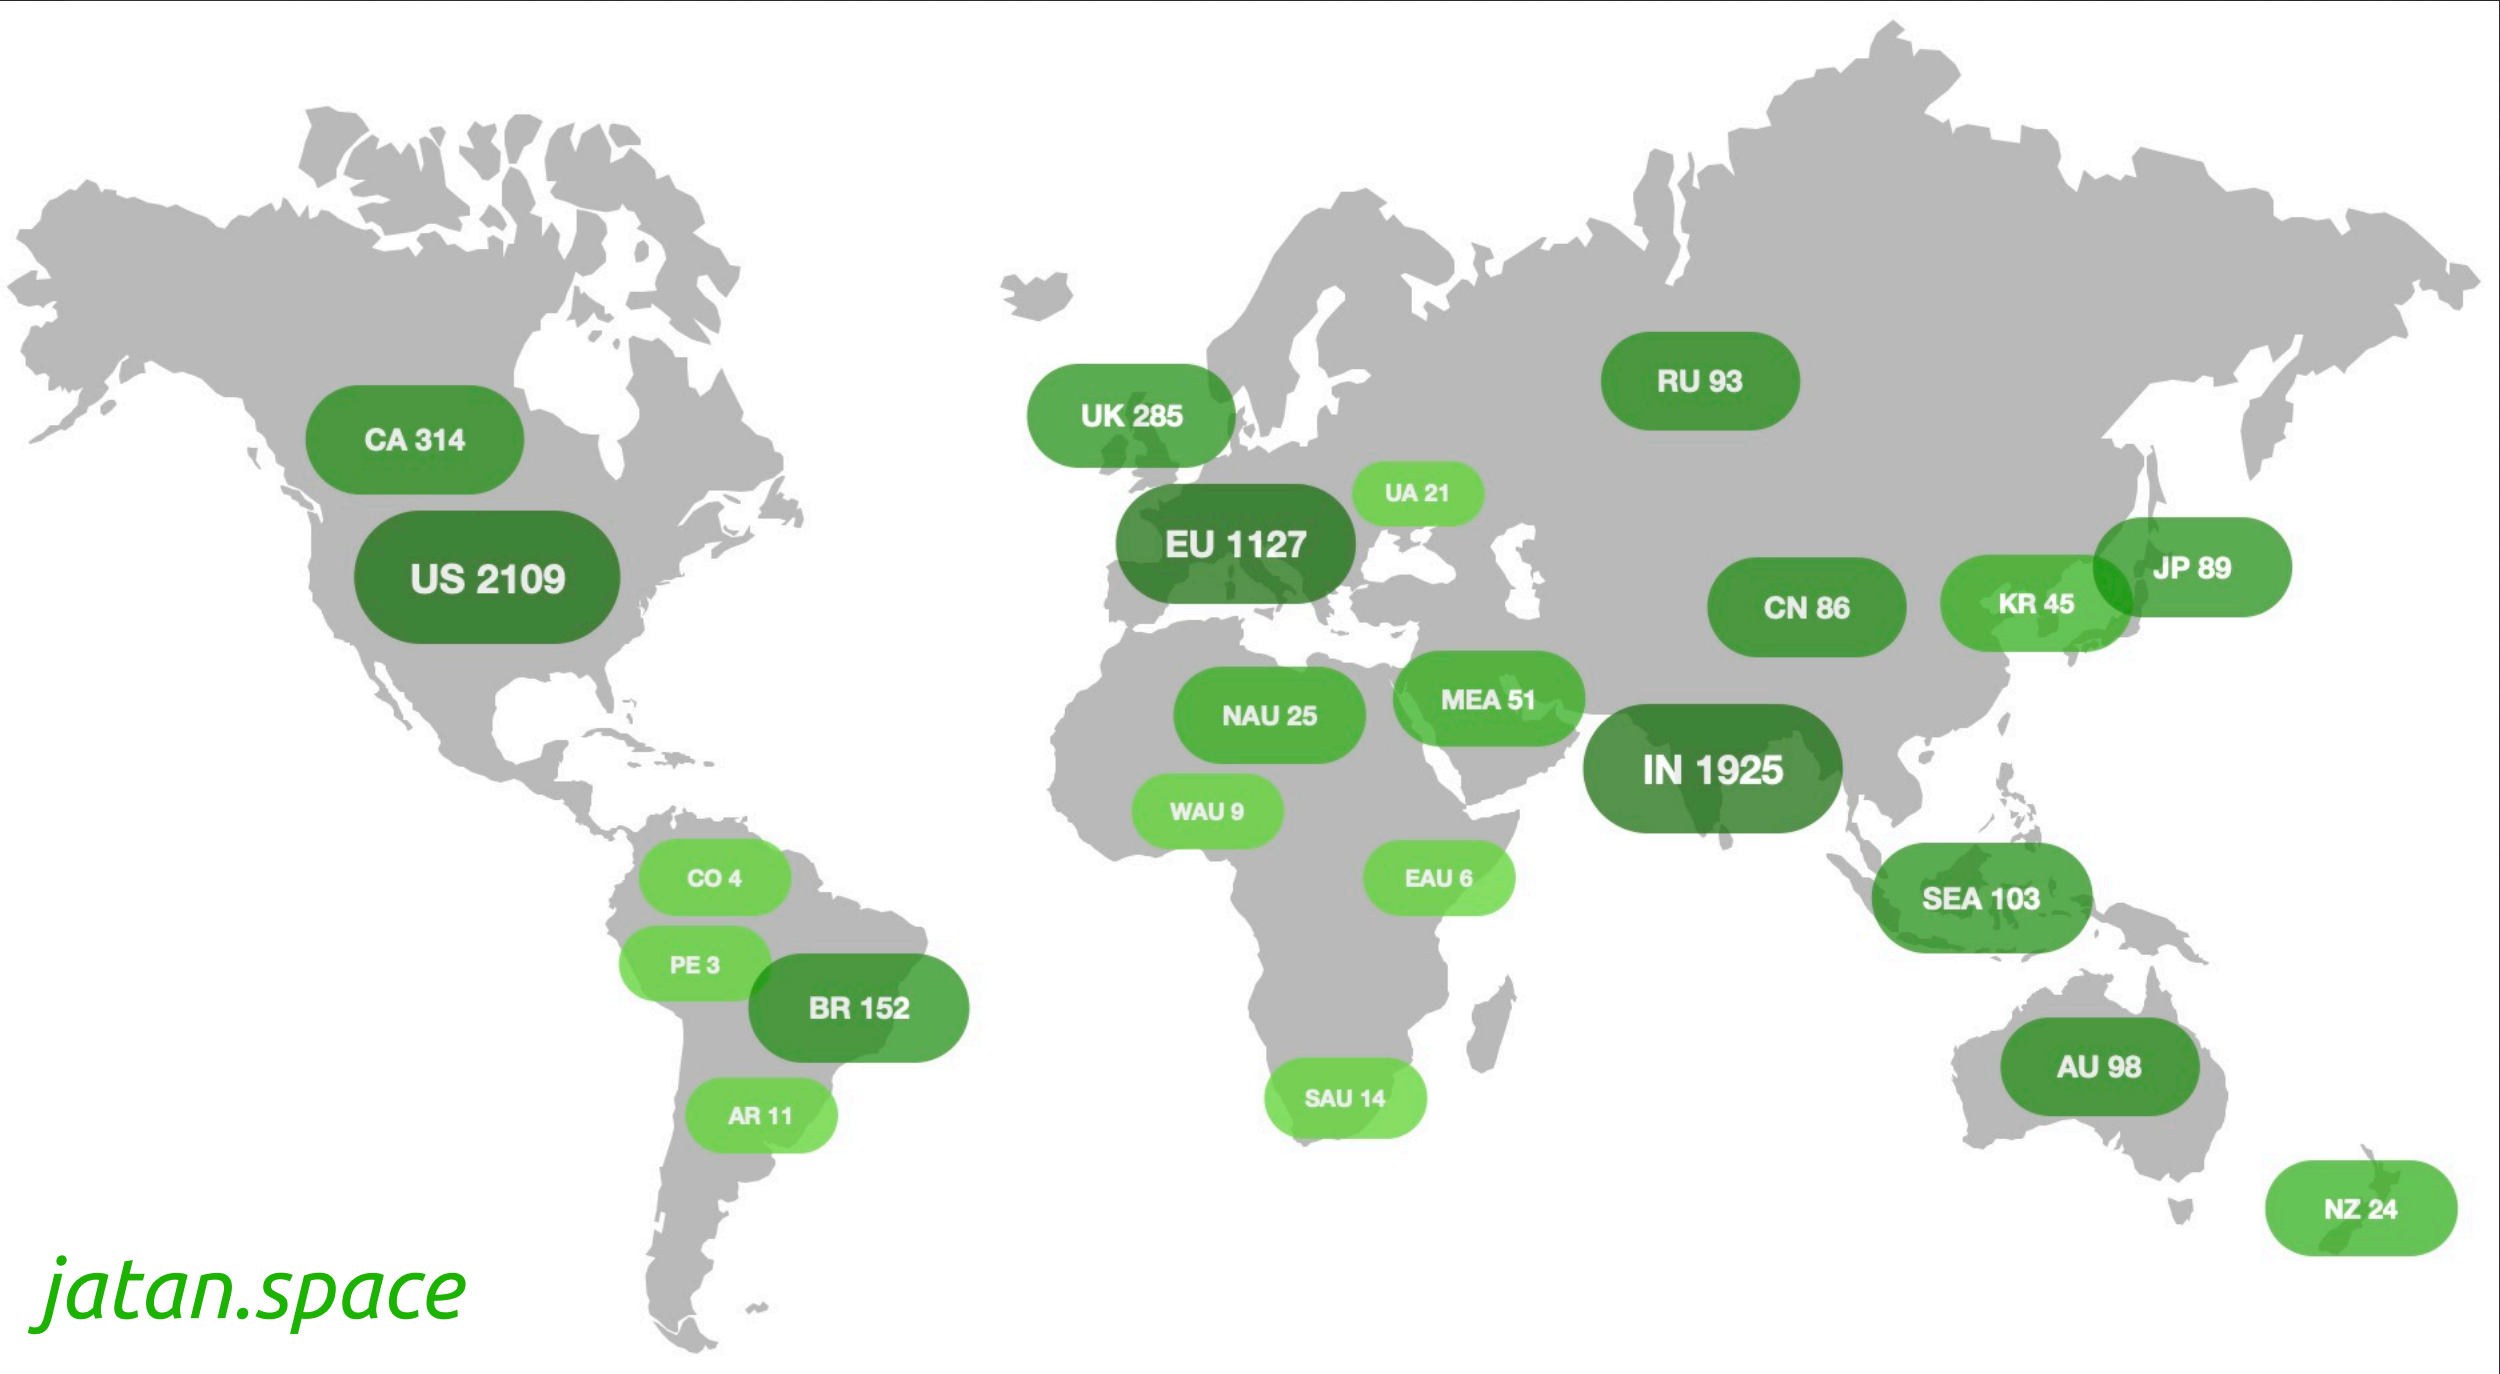 RU 93
UK 285
CA 314
UA 21
EU 1127
JP 89
US 2109
KR 45
CN 86
MEA 51
NAU 25
IN 1925
WAU 9
CO 4
EAU 6
SEA 103
PE 3
BR 152
AU 98
SAU 14
AR 11
NZ 24
jatan.space